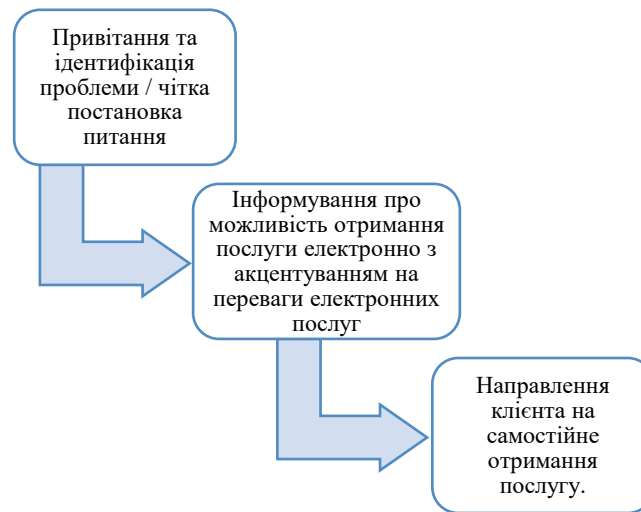 Привітання та
ідентифікація
проблеми / чітка
постановка
питання
Інформування про
можливість отримання
послуги електронно з
акцентуванням на
переваги електронних
послуг
Направлення
клієнта на
самостійне
отримання
послугу.